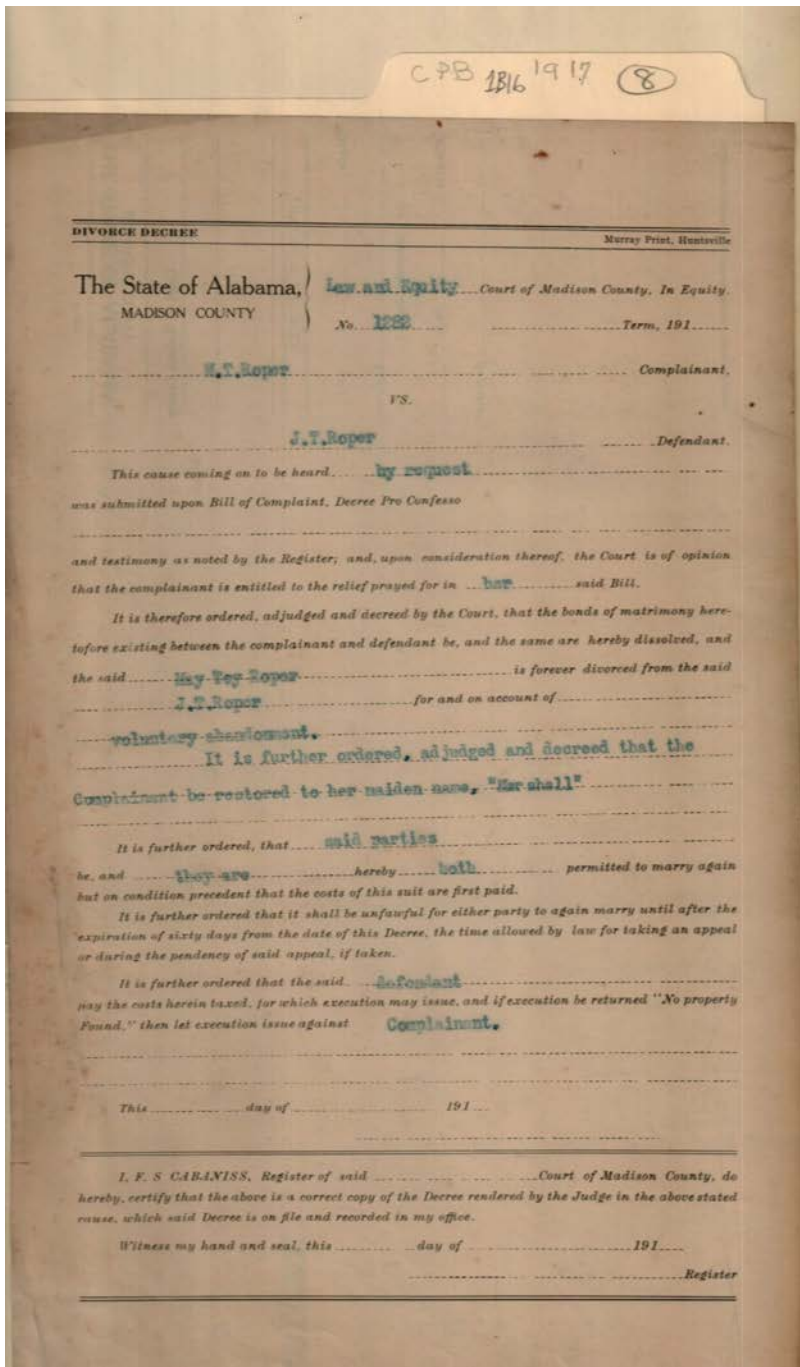 CPB 1B16 1917 8
DIVORCE DECREE Murray Print, Huntsville
The State of Alabama, Law and Equity Court of Madison County, In Equity.
MADISON COUNTY No. 1282 Term, 191
M.T.Roper Complainant,
VS.
J.T.Roper Defendant.
This cause coming on to be heard by request
was submitted upon Bill of Complaint, Decree Pro Confesso
and testimony as noted by the Register; and, upon consideration thereof, the Court is of opinion
that the complainant is entitled to the relief prayed for in her said Bill.
It is therefore ordered, adjudged and decreed by the Court, that the bonds of matrimony here-
tofore existing between the complainant and defendant be, and the same are hereby dissolved, and
the said May Roper is forever divorced from the said
J.T.Roper for and on account of
voluntary abandonment.
It is further ordered, adjudged and decreed that the
Complainant be restored to her maiden name, "Marshall"
It is further ordered, that said parties
be, and they are hereby both permitted to marry again
but on condition precedent that the costs of this suit are first paid.
It is further ordered that it shall be unfawful for either party to again marry until after the
expiration of sixty days from the date of this Decree, the time allowed by law for taking an appeal
or during the pendency of said appeal, if taken.
It is further ordered that the said defendant
pay the costs herein taxed, for which execution may issue, and if execution be returned "No property
Found," then let execution issue against Complainant.
This day of 191
I, F. S CABANISS, Register of said Court of Madison County, do
hereby, certify that the above is a correct copy of the Decree rendered by the Judge in the above stated
cause, which said Decree is on file and recorded in my office.
Witness my hand and seal, this day of 191
Register